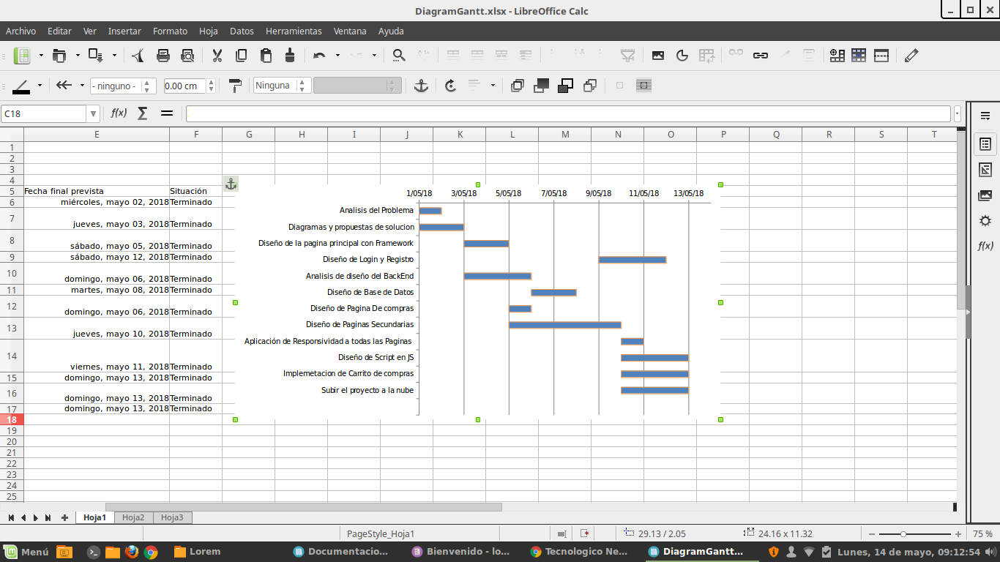 DiagramGantt.xlsx - LibreOffice Calc
Archivo Editar Ver Insertar Formato Hoja Datos Herramientas Ventana Ayuda
- ninguno - 0.00 cm Ninguna
C18 f(x) Σ =
E F G H I J K L M N O P Q R S T
1
2
3
4
5 Fecha final prevista Situación
6 miércoles, mayo 02, 2018 Terminado
7 jueves, mayo 03, 2018 Terminado
8 sábado, mayo 05, 2018 Terminado
9 sábado, mayo 12, 2018 Terminado
10 domingo, mayo 06, 2018 Terminado
11 martes, mayo 08, 2018 Terminado
12 domingo, mayo 06, 2018 Terminado
13 jueves, mayo 10, 2018 Terminado
14 viernes, mayo 11, 2018 Terminado
15 domingo, mayo 13, 2018 Terminado
16 domingo, mayo 13, 2018 Terminado
17 domingo, mayo 13, 2018 Terminado
18
19
20
21
22
23
24
25
1/05/18 3/05/18 5/05/18 7/05/18 9/05/18 11/05/18 13/05/18
Analisis del Problema
Diagramas y propuestas de solucion
Diseño de la pagina principal con Framework
Diseño de Login y Registro
Analisis de diseño del BackEnd
Diseño de Base de Datos
Diseño de Pagina De compras
Diseño de Paginas Secundarias
Aplicación de Responsividad a todas las Paginas
Diseño de Script en JS
Implemetacion de Carrito de compras
Subir el proyecto a la nube
f(x)
Hoja1 Hoja2 Hoja3
PageStyle_Hoja1 29.13 / 2.05 24.16 x 11.32 75 %
Menú Lorem Documentacio... Bienvenido - lo... Tecnologico Ne... DiagramGantt... Lunes, 14 de mayo, 09:12:54